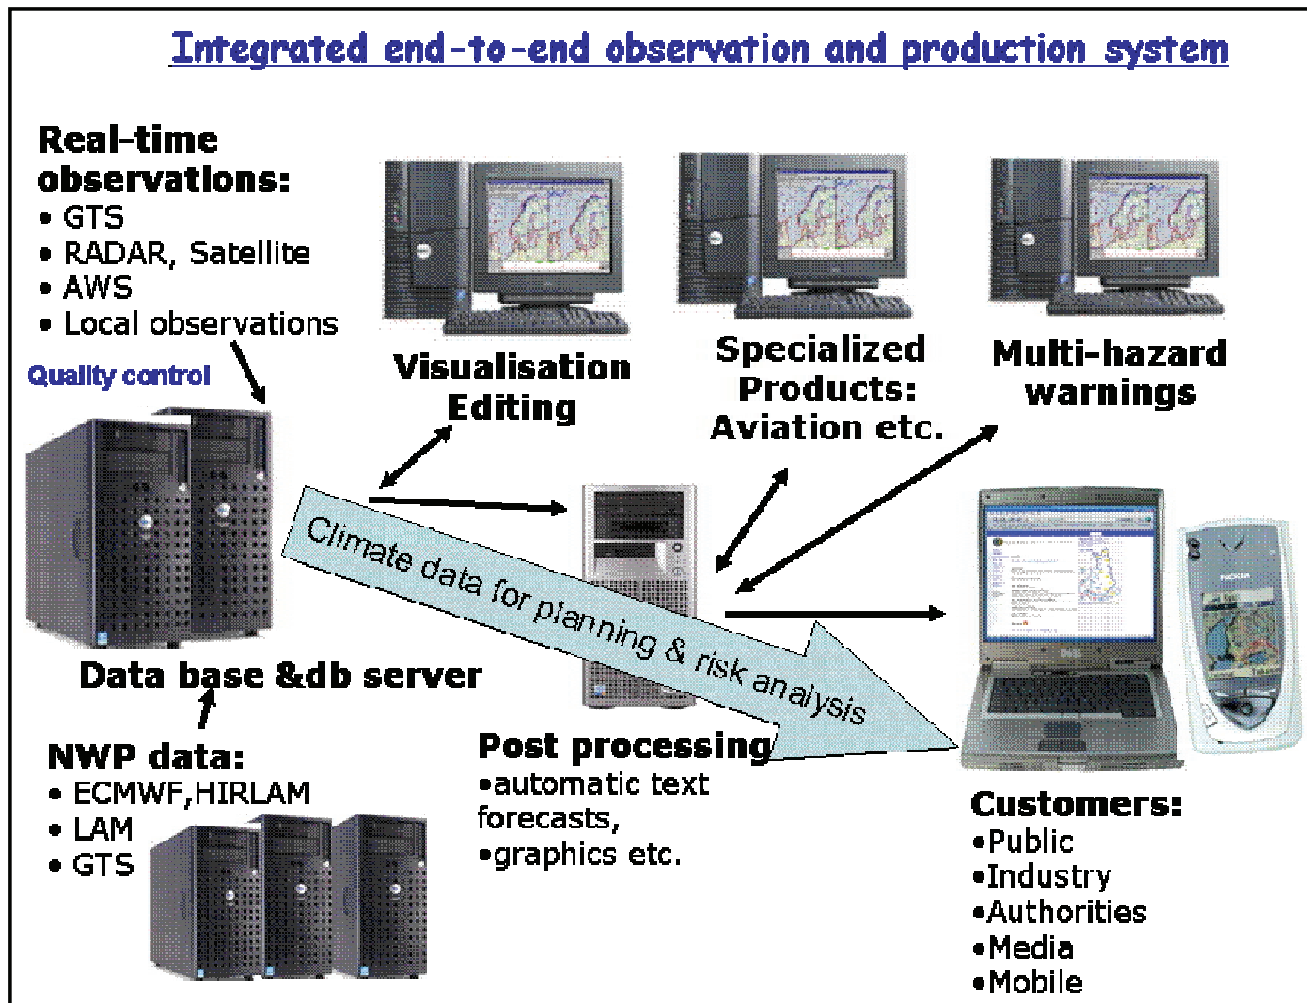 Integrated end-to-end observation and production system
Real-time
observations:
• GTS
• RADAR, Satellite
• AWS
• Local observations
Quality control
Visualisation
Editing
Specialized
Products:
Aviation etc.
Multi-hazard
warnings
Climate data for planning & risk analysis
Data base &db server
NWP data:
• ECMWF,HIRLAM
• LAM
• GTS
Post processing
•automatic text
forecasts,
•graphics etc.
NOKIA
Customers:
•Public
•Industry
•Authorities
•Media
•Mobile